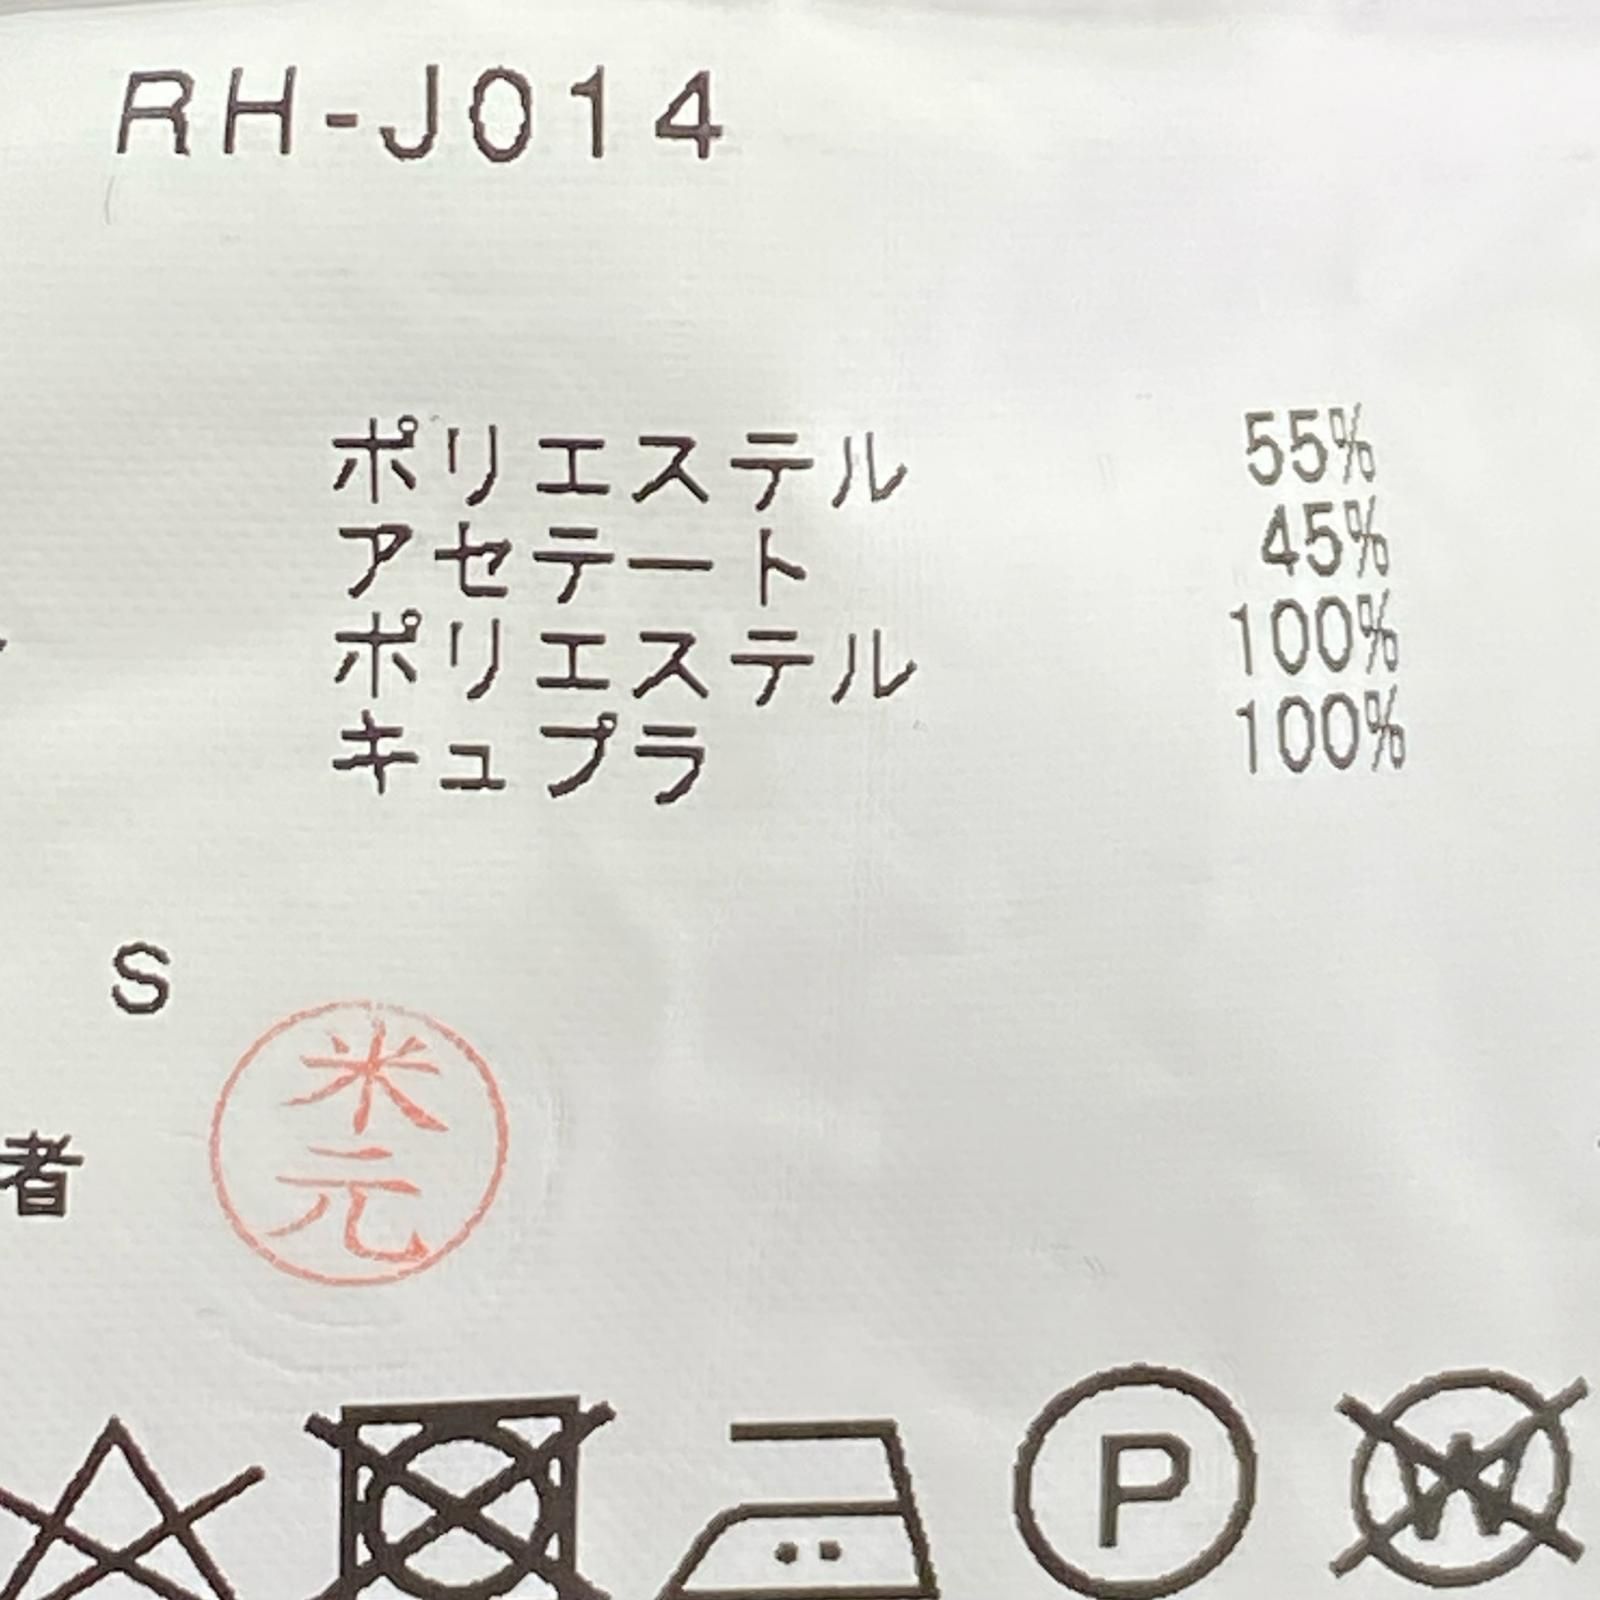 RH-J014
ポリエステル 55%
アセテート 45%
ポリエステル 100%
キュプラ 100%
S
者
米元
P
W